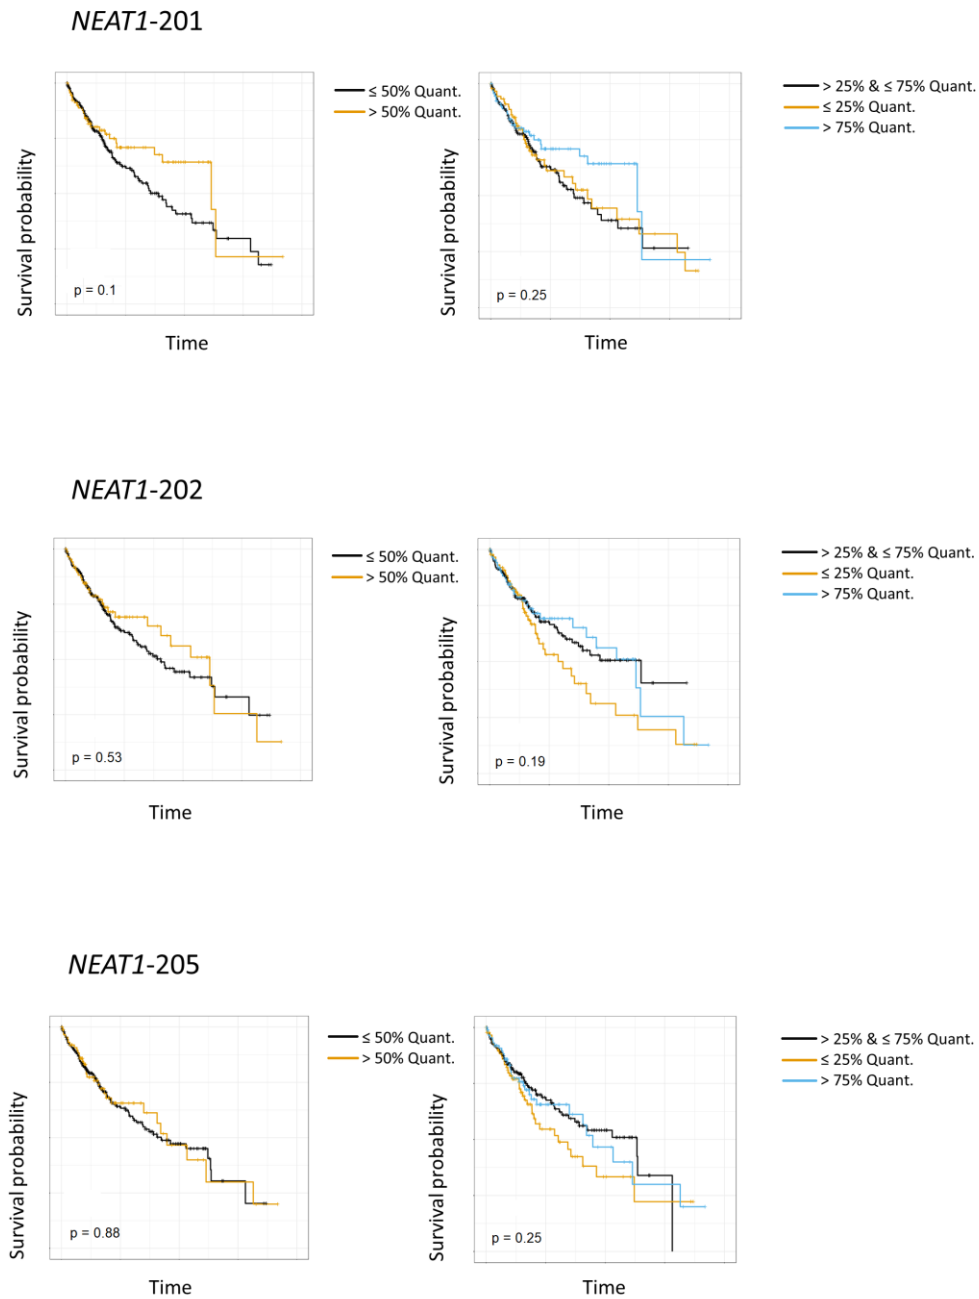 NEAT1-201
≤ 50% Quant.
> 50% Quant.
Survival probability
p = 0.1
Time
> 25% & ≤ 75% Quant.
≤ 25% Quant.
> 75% Quant.
Survival probability
p = 0.25
Time
NEAT1-202
≤ 50% Quant.
> 50% Quant.
Survival probability
p = 0.53
Time
> 25% & ≤ 75% Quant.
≤ 25% Quant.
> 75% Quant.
Survival probability
p = 0.19
Time
NEAT1-205
≤ 50% Quant.
> 50% Quant.
Survival probability
p = 0.88
Time
> 25% & ≤ 75% Quant.
≤ 25% Quant.
> 75% Quant.
Survival probability
p = 0.25
Time